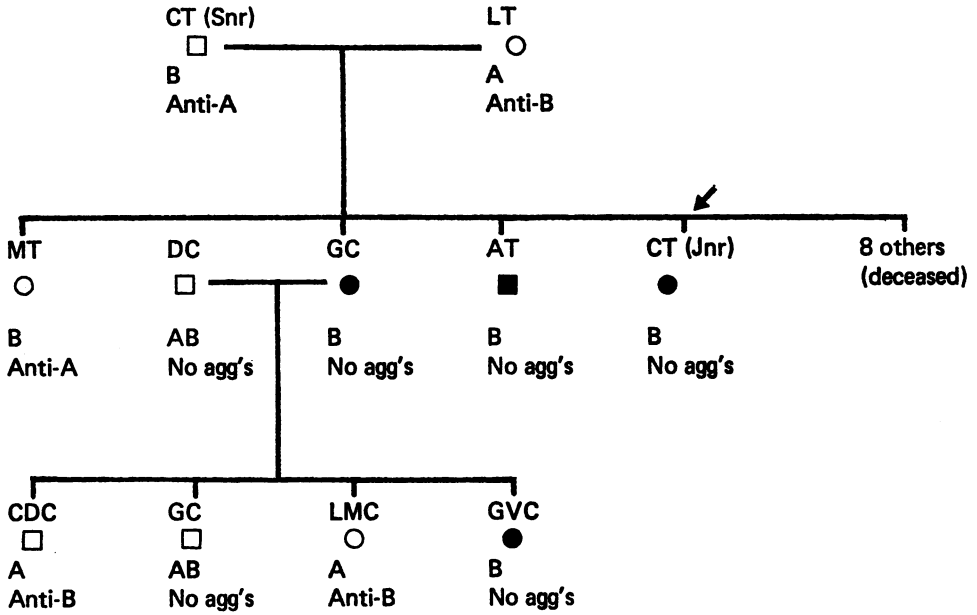 CT (Snr) LT
B A
Anti-A Anti-B
MT DC GC AT CT (Jnr) 8 others
(deceased)
B AB B B B
Anti-A No agg's No agg's No agg's No agg's
CDC GC LMC GVC
A AB A B
Anti-B No agg's Anti-B No agg's